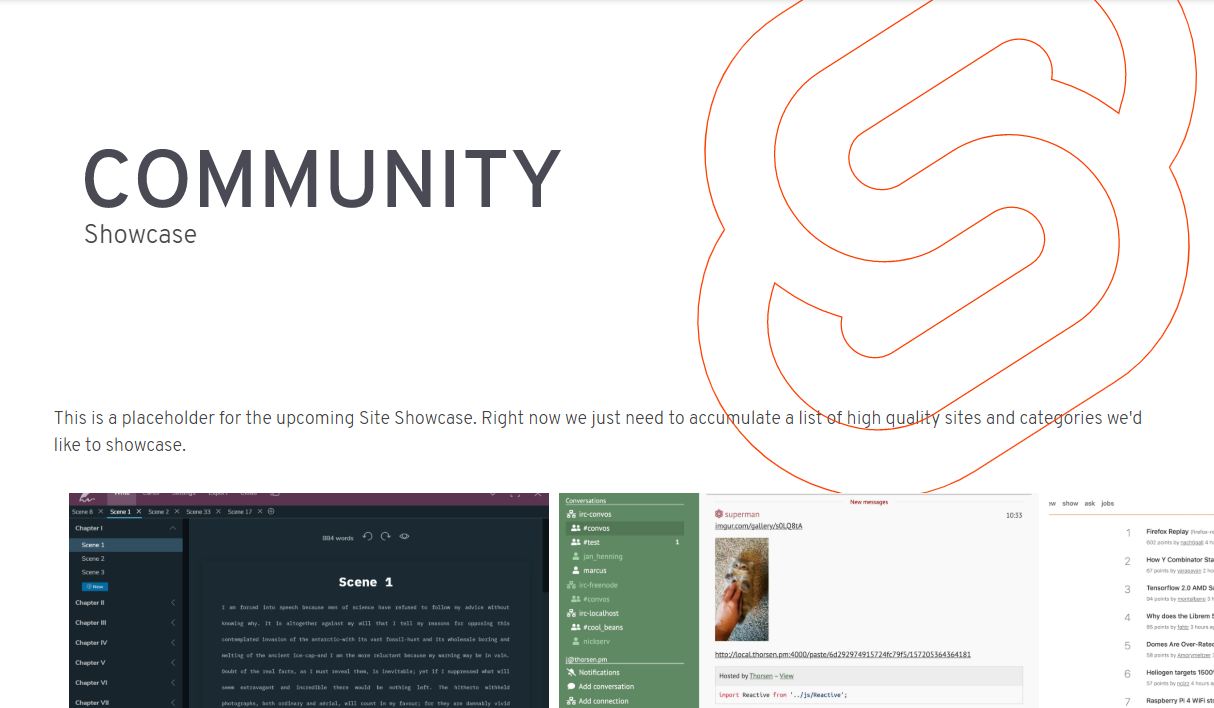 COMMUNITY
Showcase
This is a placeholder for the upcoming Site Showcase. Right now we just need to accumulate a list of high quality sites and categories we'd
like to showcase.
Scene 6 Scene 1 Scene 2 Scene 33 Scene 17
Chapter I
Scene 1
Scene 2
Scene 3
New
Chapter II
Chapter III
Chapter IV
Chapter V
Chapter VI
Chapter VII
884 words
Scene 1
I am forced into speech because men of science have refused to follow my advice without
knowing why. It is altogether against my will that I tell my reasons for opposing this
contemplated invasion of the antarctic—with its vast fossil-hunt and its wholesale boring and
melting of the ancient ice-cap—and I am the more reluctant because my warning may be in vain.
Doubt of the real facts, as I must reveal them, is inevitable; yet if I suppressed what will
seem extravagant and incredible there would be nothing left. The hitherto withheld
photographs, both ordinary and aërial, will count in my favour; for they are damnably vivid
Conversations
irc-convos
#convos
#test 1
jan_henning
marcus
irc-freenode
#convos
irc-localhost
#cool_beans
nickserv
j@thorsen.pm
Notifications
Add conversation
Add connection
New messages
superman 10:33
imgur.com/gallery/s0LQ8tA
http://local.thorsen.pm:4000/paste/6d292974915724fc79f5/157205364364181
Hosted by Thorsen – View
import Reactive from '../js/Reactive';
show ask jobs
1 Firefox Replay
602 points by nachtigall
2 How Y Combinator Sta
67 points by
3 Tensorflow 2.0 AMD S
94 points by
4 Why does the Librem 5
85 points by
5 Domes Are Over-Rated
58 points by
6 Heliogen targets 1500°
57 points by
7 Raspberry Pi 4 WiFi st